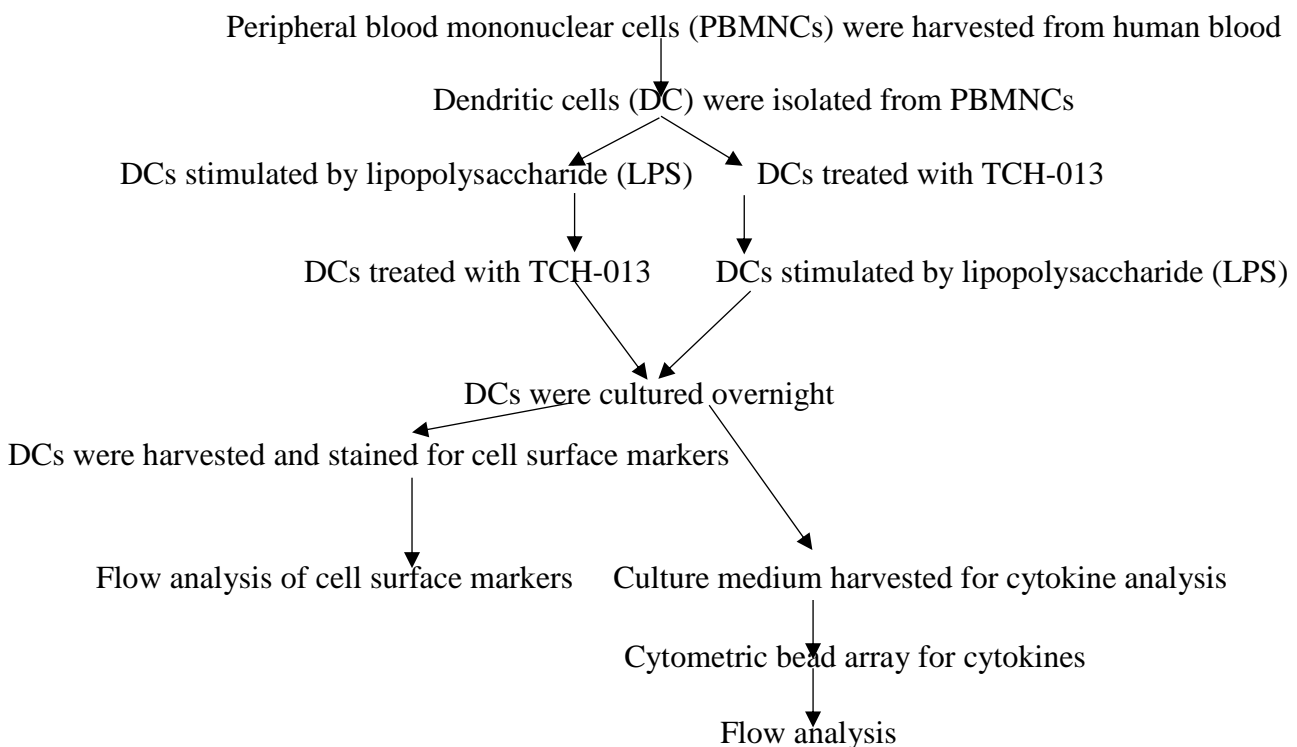 Peripheral blood mononuclear cells (PBMNCs) were harvested from human blood
Dendritic cells (DC) were isolated from PBMNCs
DCs stimulated by lipopolysaccharide (LPS)
DCs treated with TCH-013
DCs treated with TCH-013
DCs stimulated by lipopolysaccharide (LPS)
DCs were cultured overnight
DCs were harvested and stained for cell surface markers
Flow analysis of cell surface markers
Culture medium harvested for cytokine analysis
Cytometric bead array for cytokines
Flow analysis